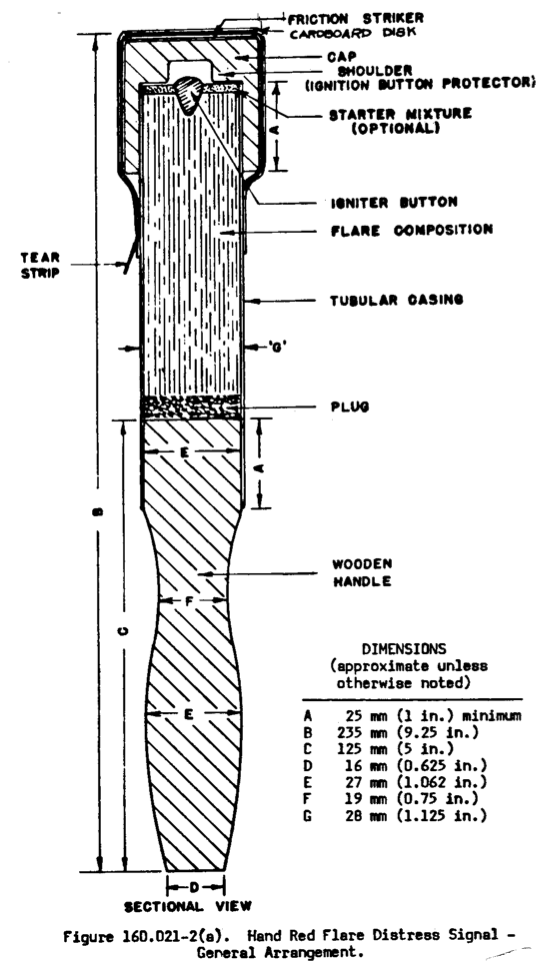 FRICTION STRIKER
CARDBOARD DISK
CAP
SHOULDER
(IGNITION BUTTON PROTECTOR)
STARTER MIXTURE
(OPTIONAL)
A
IGNITER BUTTON
FLARE COMPOSITION
TEAR
STRIP
TUBULAR CASING
'G'
PLUG
E
A
B
WOODEN
HANDLE
F
C
E
D
SECTIONAL VIEW
DIMENSIONS
(approximate unless
otherwise noted)
A 25 mm (1 in.) minimum
B 235 mm (9.25 in.)
C 125 mm (5 in.)
D 16 mm (0.625 in.)
E 27 mm (1.062 in.)
F 19 mm (0.75 in.)
G 28 mm (1.125 in.)
Figure 160.021-2(a). Hand Red Flare Distress Signal -
General Arrangement.